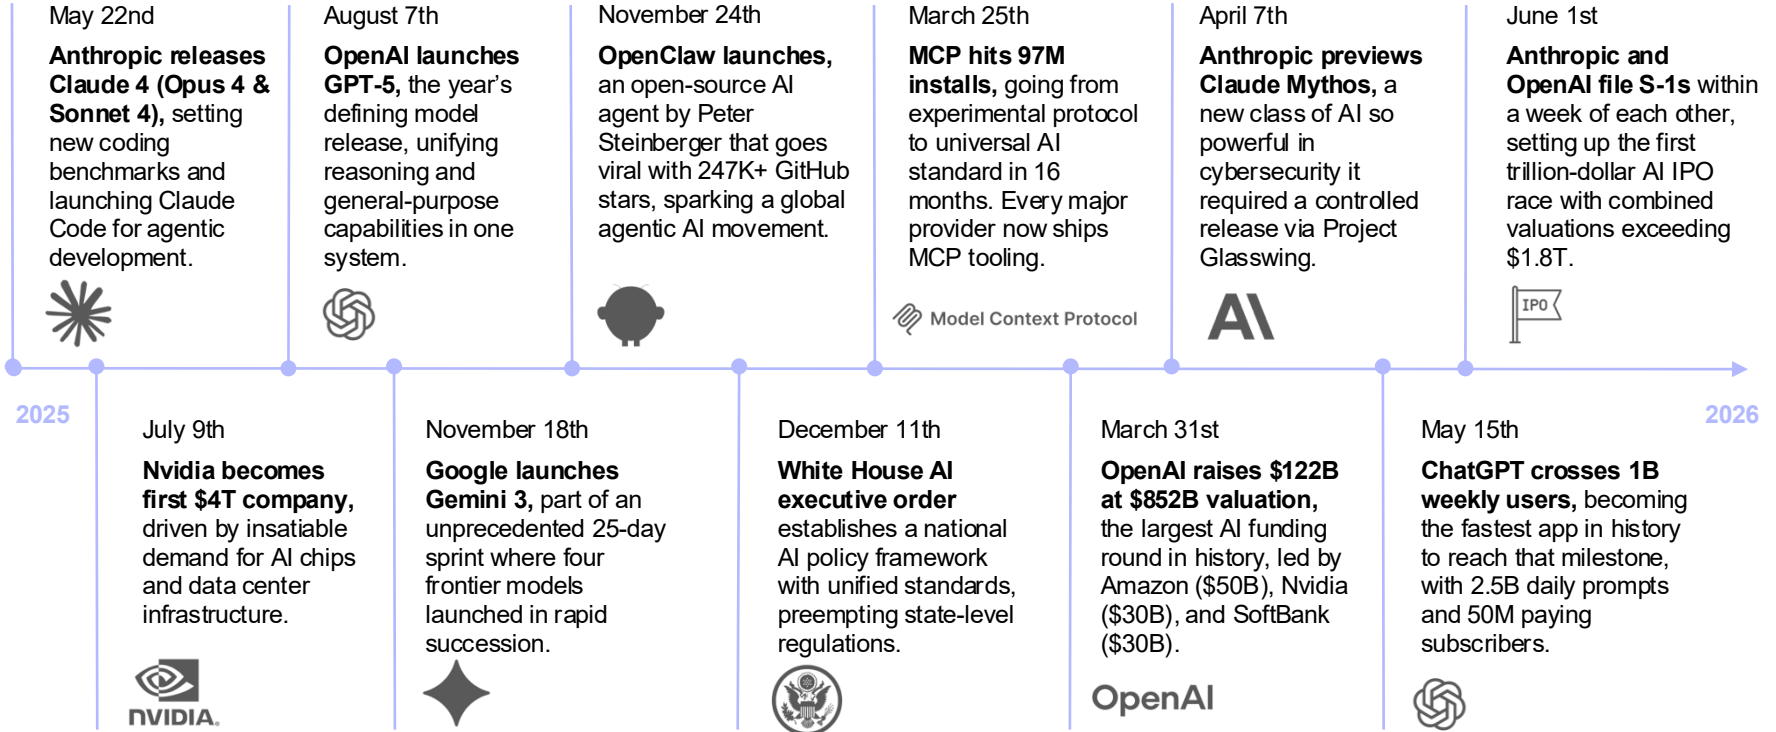 May 22nd
Anthropic releases
Claude 4 (Opus 4 &
Sonnet 4), setting
new coding
benchmarks and
launching Claude
Code for agentic
development.
August 7th
OpenAI launches
GPT-5, the year's
defining model
release, unifying
reasoning and
general-purpose
capabilities in one
system.
November 24th
OpenClaw launches,
an open-source AI
agent by Peter
Steinberger that goes
viral with 247K+ GitHub
stars, sparking a global
agentic AI movement.
March 25th
MCP hits 97M
installs, going from
experimental protocol
to universal AI
standard in 16
months. Every major
provider now ships
MCP tooling.
Model Context Protocol
April 7th
Anthropic previews
Claude Mythos, a
new class of AI so
powerful in
cybersecurity it
required a controlled
release via Project
Glasswing.
AI
June 1st
Anthropic and
OpenAI file S-1s within
a week of each other,
setting up the first
trillion-dollar AI IPO
race with combined
valuations exceeding
$1.8T.
IPO
2025
2026
July 9th
Nvidia becomes
first $4T company,
driven by insatiable
demand for AI chips
and data center
infrastructure.
NVIDIA.
November 18th
Google launches
Gemini 3, part of an
unprecedented 25-day
sprint where four
frontier models
launched in rapid
succession.
December 11th
White House AI
executive order
establishes a national
AI policy framework
with unified standards,
preempting state-level
regulations.
March 31st
OpenAI raises $122B
at $852B valuation,
the largest AI funding
round in history, led by
Amazon ($50B), Nvidia
($30B), and SoftBank
($30B).
OpenAI
May 15th
ChatGPT crosses 1B
weekly users, becoming
the fastest app in history
to reach that milestone,
with 2.5B daily prompts
and 50M paying
subscribers.